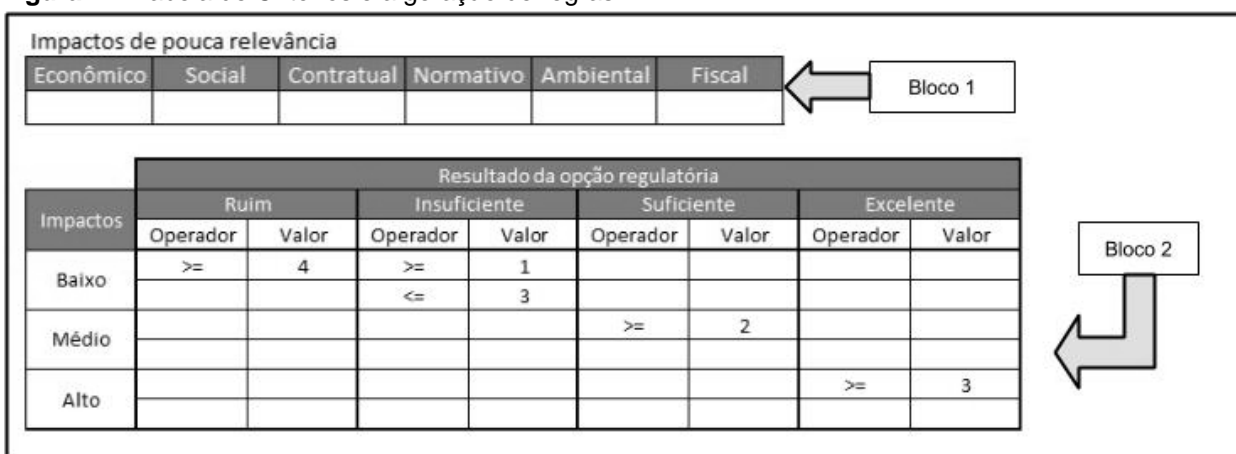 Impactos de pouca relevância
Econômico Social Contratual Normativo Ambiental Fiscal
Bloco 1
Resultado da opção regulatória
Impactos Ruim Insuficiente Suficiente Excelente
Operador Valor Operador Valor Operador Valor Operador Valor
Bloco 2
Baixo >= 4 >= 1
<= 3
Médio >= 2
Alto >= 3